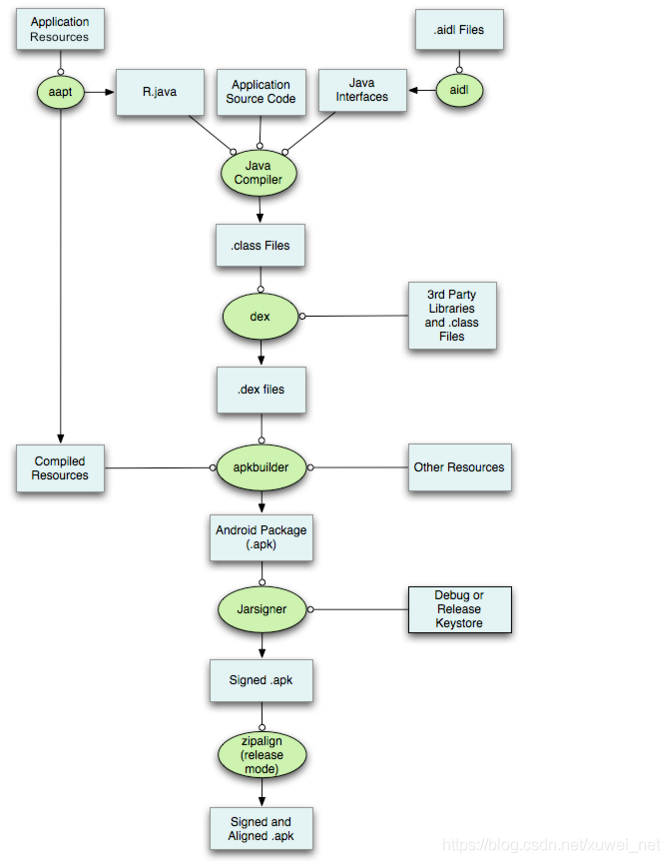 Application
Resources
.aidl Files
aapt
R.java
Application
Source Code
Java
Interfaces
aidl
Java
Compiler
.class Files
dex
3rd Party
Libraries
and .class
Files
.dex files
Compiled
Resources
apkbuilder
Other Resources
Android Package
(.apk)
Jarsigner
Debug or
Release
Keystore
Signed .apk
zipalign
(release
mode)
Signed and
Aligned .apk
https://blog.csdn.net/xuwei_net